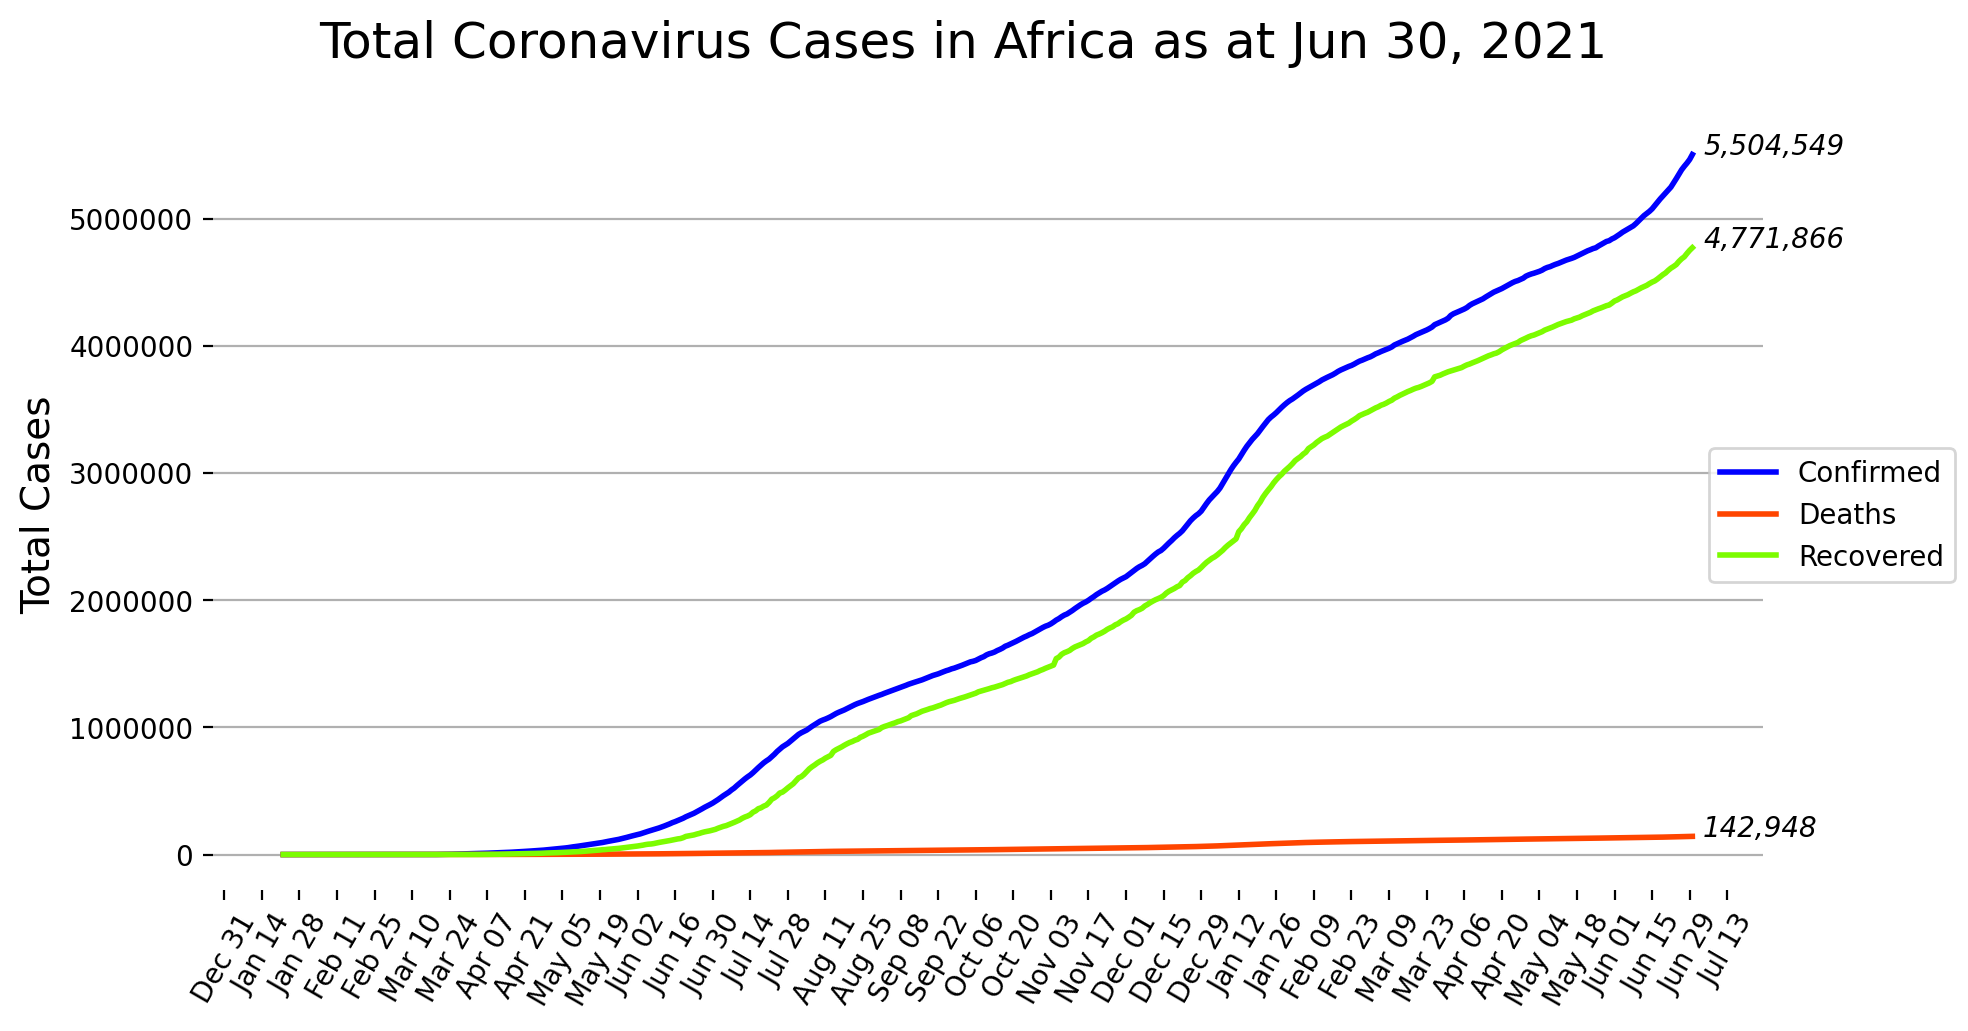 Total Coronavirus Cases in Africa as at Jun 30, 2021
5,504,549
5000000
4,771,866
4000000
Total Cases
3000000
Confirmed
Deaths
Recovered
2000000
1000000
142,948
0
Dec 31
Jan 14
Jan 28
Feb 11
Feb 25
Mar 10
Mar 24
Apr 07
Apr 21
May 05
May 19
Jun 02
Jun 16
Jun 30
Jul 14
Jul 28
Aug 11
Aug 25
Sep 08
Sep 22
Oct 06
Oct 20
Nov 03
Nov 17
Dec 01
Dec 15
Dec 29
Jan 12
Jan 26
Feb 09
Feb 23
Mar 09
Mar 23
Apr 06
Apr 20
May 04
May 18
Jun 01
Jun 15
Jun 29
Jul 13